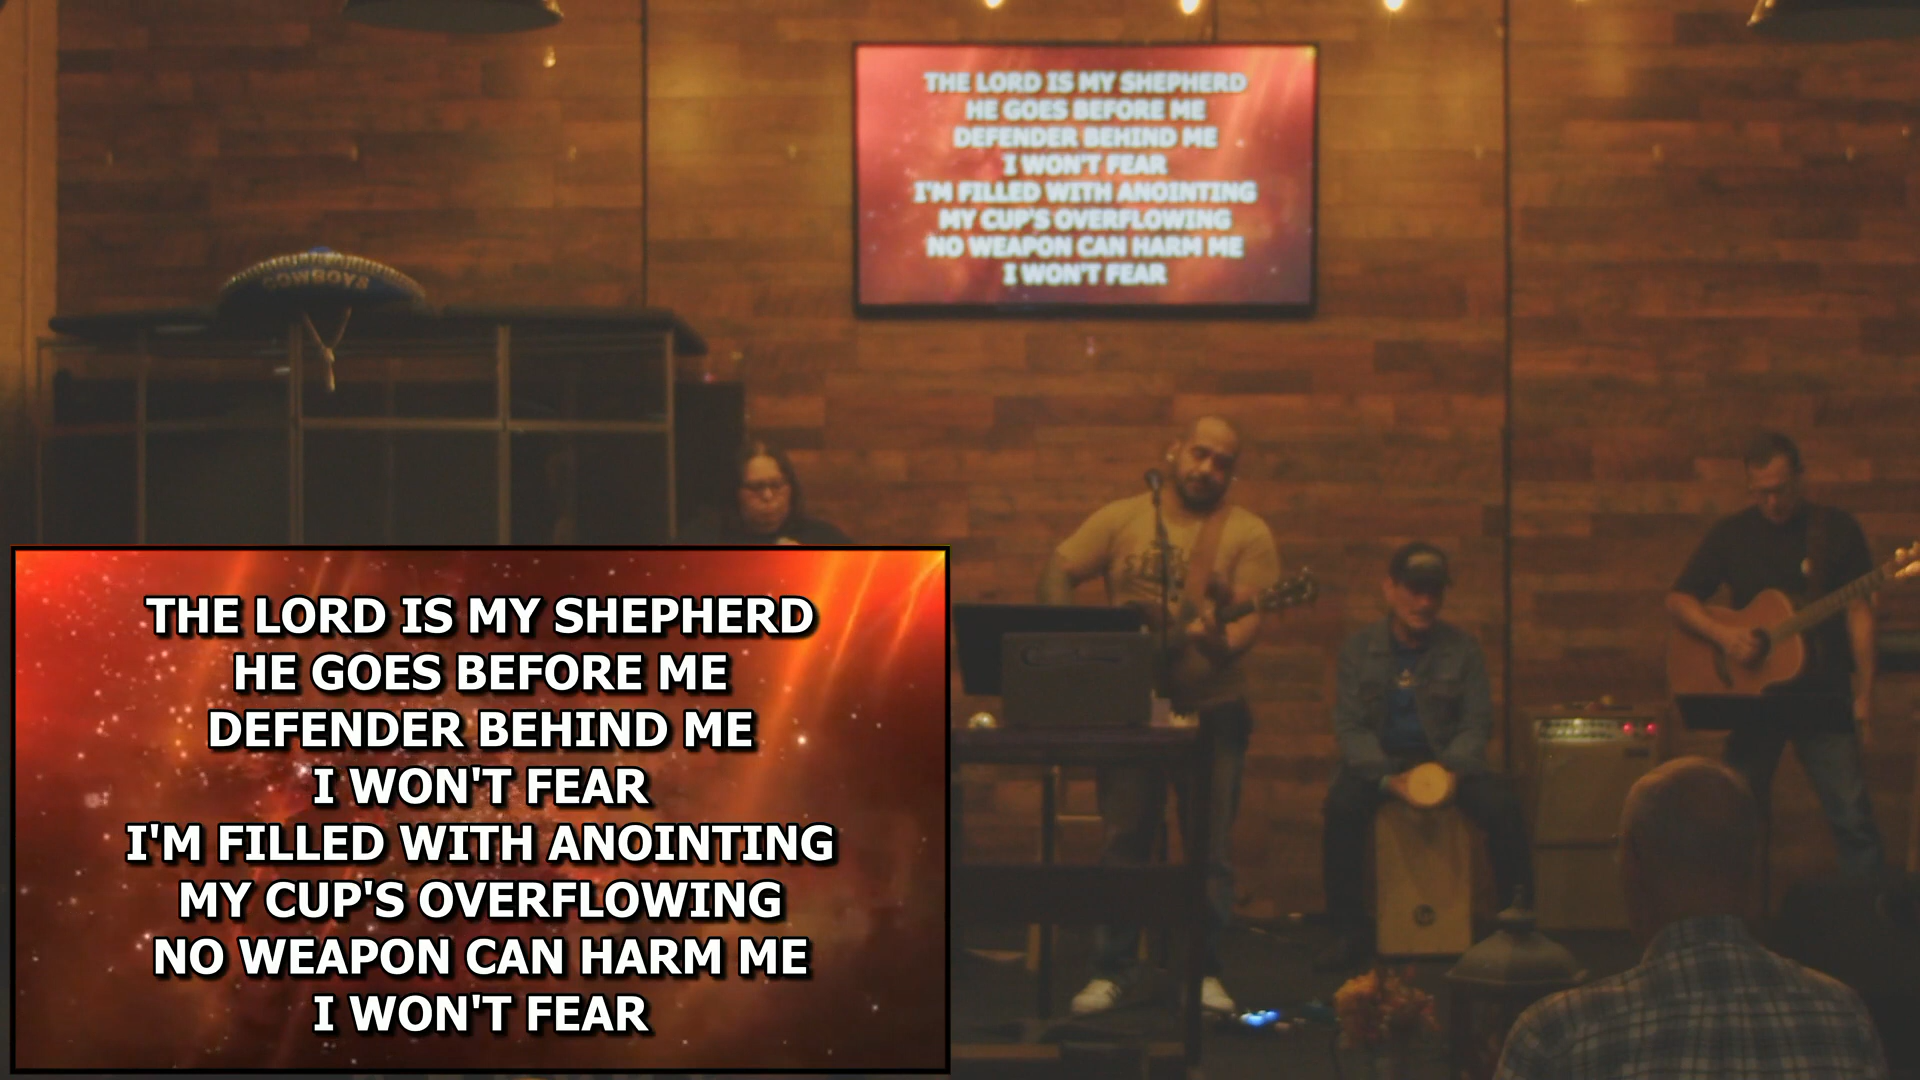 THE LORD IS MY SHEPHERD
HE GOES BEFORE ME
DEFENDER BEHIND ME
I WON'T FEAR
I'M FILLED WITH ANOINTING
MY CUP'S OVERFLOWING
NO WEAPON CAN HARM ME
I WON'T FEAR
COWBOYS
THE LORD IS MY SHEPHERD
HE GOES BEFORE ME
DEFENDER BEHIND ME
I WON'T FEAR
I'M FILLED WITH ANOINTING
MY CUP'S OVERFLOWING
NO WEAPON CAN HARM ME
I WON'T FEAR